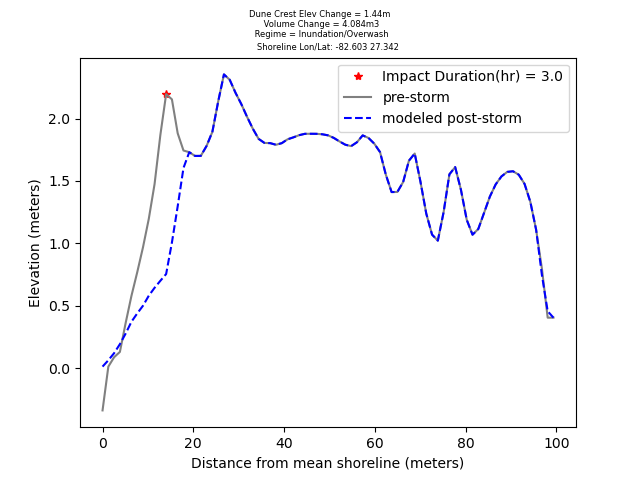 Dune Crest Elev Change = 1.44m
Volume Change = 4.084m3
Regime = Inundation/Overwash
Shoreline Lon/Lat: -82.603 27.342
Impact Duration(hr) = 3.0
pre-storm
modeled post-storm
Elevation (meters)
2.0
1.5
1.0
0.5
0.0
0 20 40 60 80 100
Distance from mean shoreline (meters)